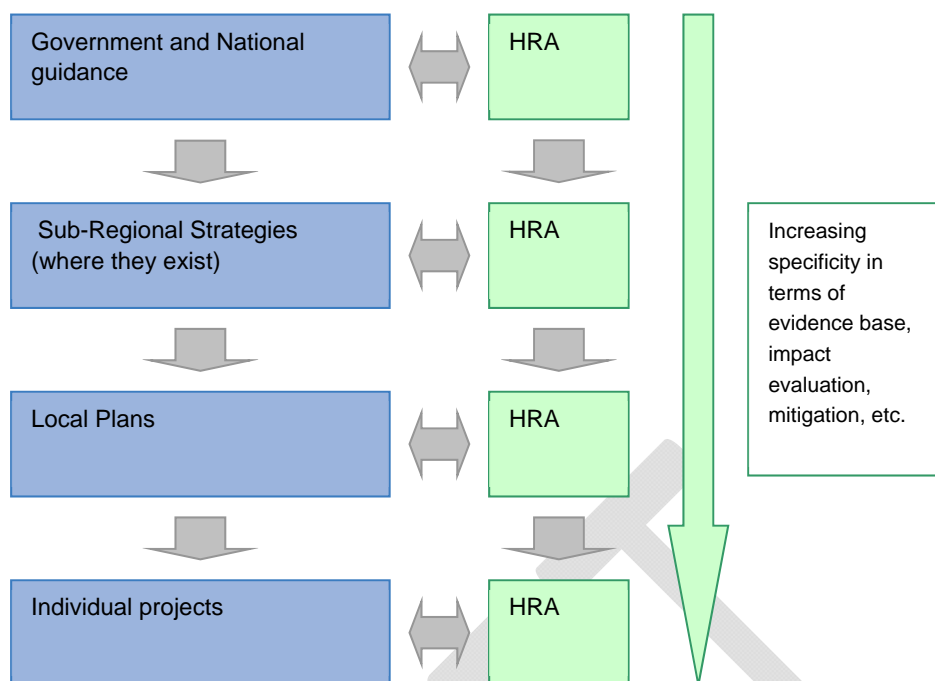 Government and National
guidance
HRA
Sub-Regional Strategies
(where they exist)
HRA
Increasing
specificity in
terms of
evidence base,
impact
evaluation,
mitigation, etc.
Local Plans
HRA
Individual projects
HRA